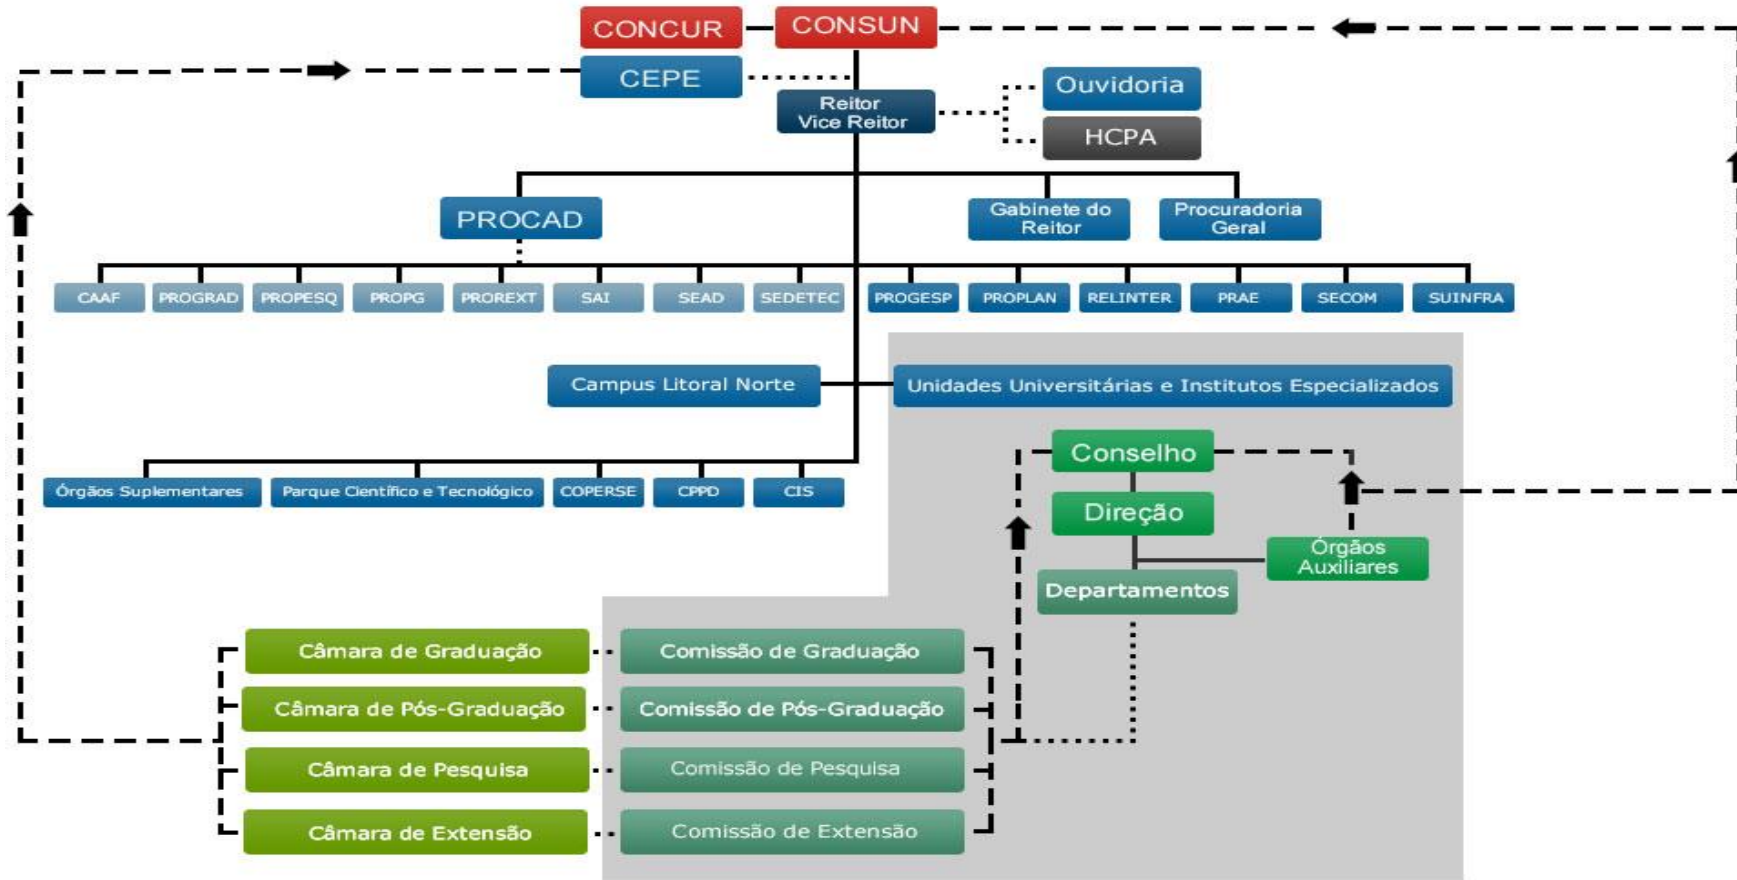 CONCUR
CONSUN
CEPE
Reitor
Vice Reitor
Ouvidoria
HCPA
PROCAD
Gabinete do
Reitor
Procuradoria
Geral
CAAF
PROGRAD
PROPESQ
PROPG
PROREXT
SAI
SEAD
SEDETEC
PROGESP
PROPLAN
RELINTER
PRAE
SECOM
SUINFRA
Campus Litoral Norte
Unidades Universitárias e Institutos Especializados
Órgãos Suplementares
Parque Científico e Tecnológico
COPERSE
CPPD
CIS
Conselho
Direção
Órgãos
Auxiliares
Departamentos
Câmara de Graduação
Comissão de Graduação
Câmara de Pós-Graduação
Comissão de Pós-Graduação
Câmara de Pesquisa
Comissão de Pesquisa
Câmara de Extensão
Comissão de Extensão